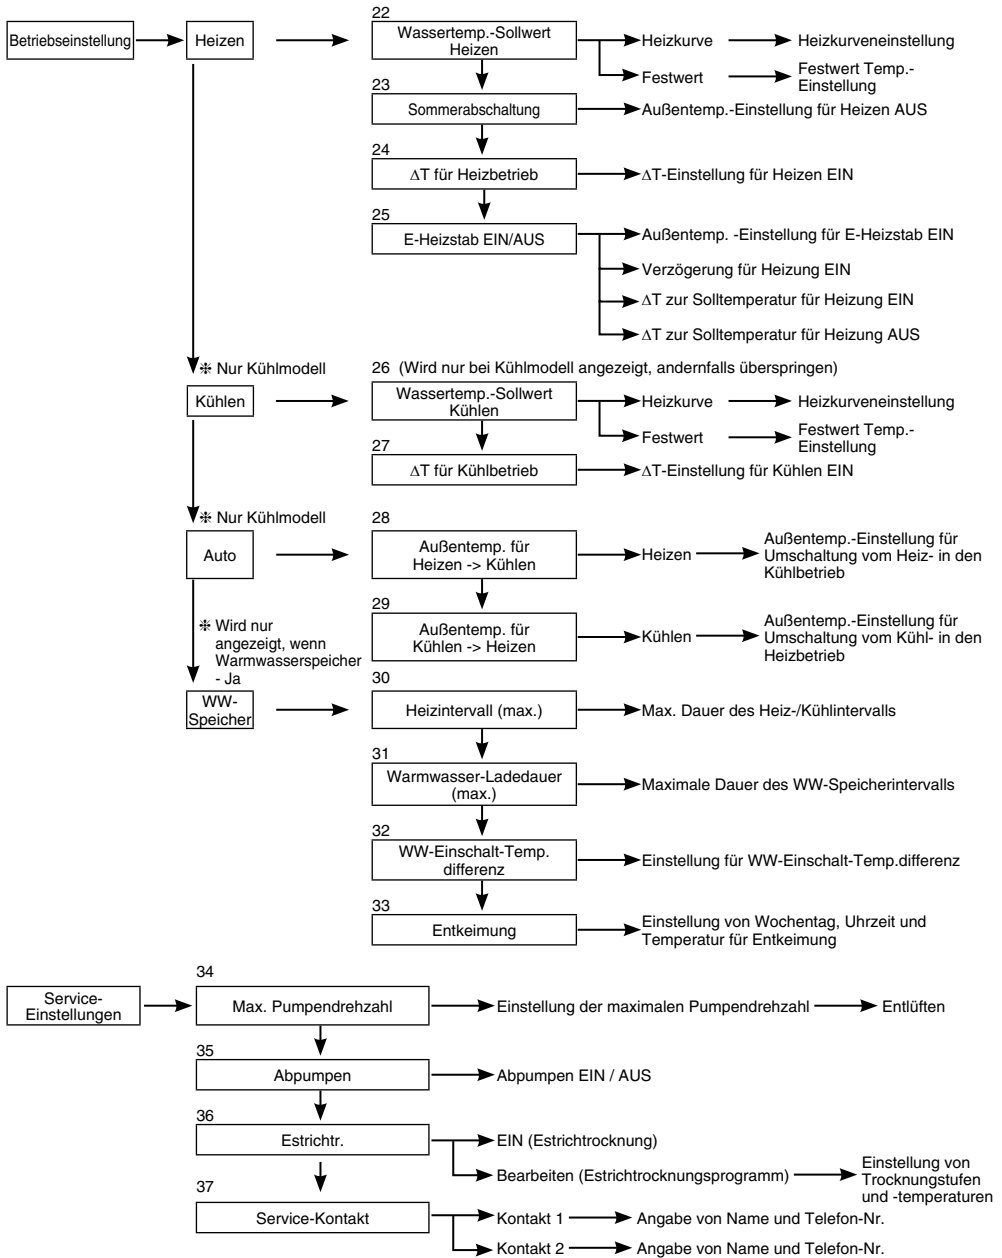 22
Betriebseinstellung
Heizen
Wassertemp.-Sollwert
Heizen
Heizkurve
Heizkurveneinstellung
Festwert
Festwert Temp.-
Einstellung
23
Sommerabschaltung
Außentemp.-Einstellung für Heizen AUS
24
∆T für Heizbetrieb
∆T-Einstellung für Heizen EIN
25
E-Heizstab EIN/AUS
Außentemp. -Einstellung für E-Heizstab EIN
Verzögerung für Heizung EIN
∆T zur Solltemperatur für Heizung EIN
∆T zur Solltemperatur für Heizung AUS
❉ Nur Kühlmodell
26 (Wird nur bei Kühlmodell angezeigt, andernfalls überspringen)
Kühlen
Wassertemp.-Sollwert
Kühlen
Heizkurve
Heizkurveneinstellung
Festwert
Festwert Temp.-
Einstellung
27
∆T für Kühlbetrieb
∆T-Einstellung für Kühlen EIN
❉ Nur Kühlmodell
28
Auto
Außentemp. für
Heizen -> Kühlen
Heizen
Außentemp.-Einstellung für
Umschaltung vom Heiz- in den
Kühlbetrieb
29
Außentemp. für
Kühlen -> Heizen
Kühlen
Außentemp.-Einstellung für
Umschaltung vom Kühl- in den
Heizbetrieb
❉ Wird nur
angezeigt, wenn
Warmwasserspeicher
- Ja
30
WW-
Speicher
Heizintervall (max.)
Max. Dauer des Heiz-/Kühlintervalls
31
Warmwasser-Ladedauer
(max.)
Maximale Dauer des WW-Speicherintervalls
32
WW-Einschalt-Temp.
differenz
Einstellung für WW-Einschalt-Temp.differenz
33
Entkeimung
Einstellung von Wochentag, Uhrzeit und
Temperatur für Entkeimung
34
Service-
Einstellungen
Max. Pumpendrehzahl
Einstellung der maximalen Pumpendrehzahl
Entlüften
35
Abpumpen
Abpumpen EIN / AUS
36
Estrichtr.
EIN (Estrichtrocknung)
Bearbeiten (Estrichtrocknungsprogramm)
Einstellung von
Trocknungstufen
und -temperaturen
37
Service-Kontakt
Kontakt 1
Angabe von Name und Telefon-Nr.
Kontakt 2
Angabe von Name und Telefon-Nr.